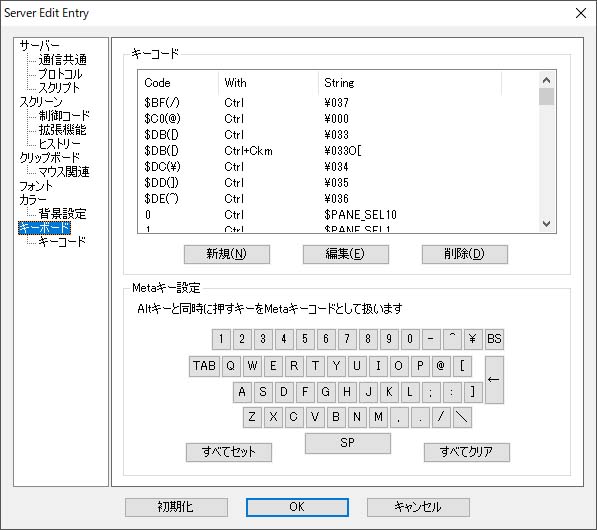 Server Edit Entry
サーバー
通信共通
プロトコル
スクリプト
スクリーン
制御コード
拡張機能
ヒストリー
クリップボード
マウス関連
フォント
カラー
背景設定
キーボード
キーコード
キーコード
Code With String
$BF(/) Ctrl ¥037
$C0(@) Ctrl ¥000
$DB([) Ctrl ¥033
$DB([) Ctrl+Ckm ¥033O[
$DC(¥) Ctrl ¥034
$DD(]) Ctrl ¥035
$DE(^) Ctrl ¥036
0 Ctrl $PANE_SEL10
1 Ctrl $PANE_SEL1
新規(N) 編集(E) 削除(D)
Metaキー設定
Altキーと同時に押すキーをMetaキーコードとして扱います
1 2 3 4 5 6 7 8 9 0 - ^ ¥ BS
TAB Q W E R T Y U I O P @ [ ←
A S D F G H J K L ; : ]
Z X C V B N M , . / ＼
すべてセット SP すべてクリア
初期化 OK キャンセル